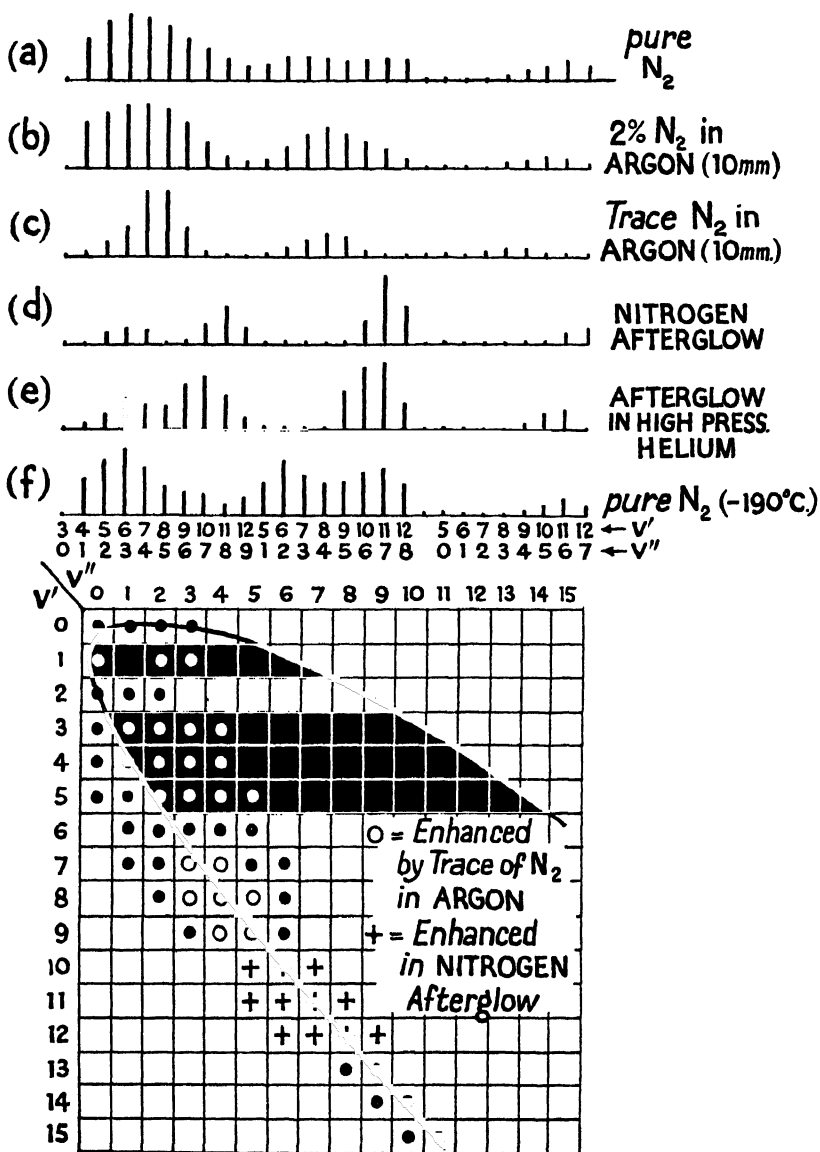 (a) pure
N₂
(b) 2% N₂ in
ARGON (10mm)
(c) Trace N₂ in
ARGON (10mm.)
(d) NITROGEN
AFTERGLOW
(e) AFTERGLOW
IN HIGH PRESS.
HELIUM
(f) pure N₂ (-190°C.)
3 4 5 6 7 8 9 10 11 12 5 6 7 8 9 10 11 12 5 6 7 8 9 10 11 12 ←v'
0 1 2 3 4 5 6 7 8 9 1 2 3 4 5 6 7 8 0 1 2 3 4 5 6 7 ←v"
v' v" 0 1 2 3 4 5 6 7 8 9 10 11 12 13 14 15
0
1
2
3
4
5
6 O = Enhanced
7 by Trace of N₂
8 in ARGON
9 + = Enhanced
10 in NITROGEN
11 Afterglow
12
13
14
15